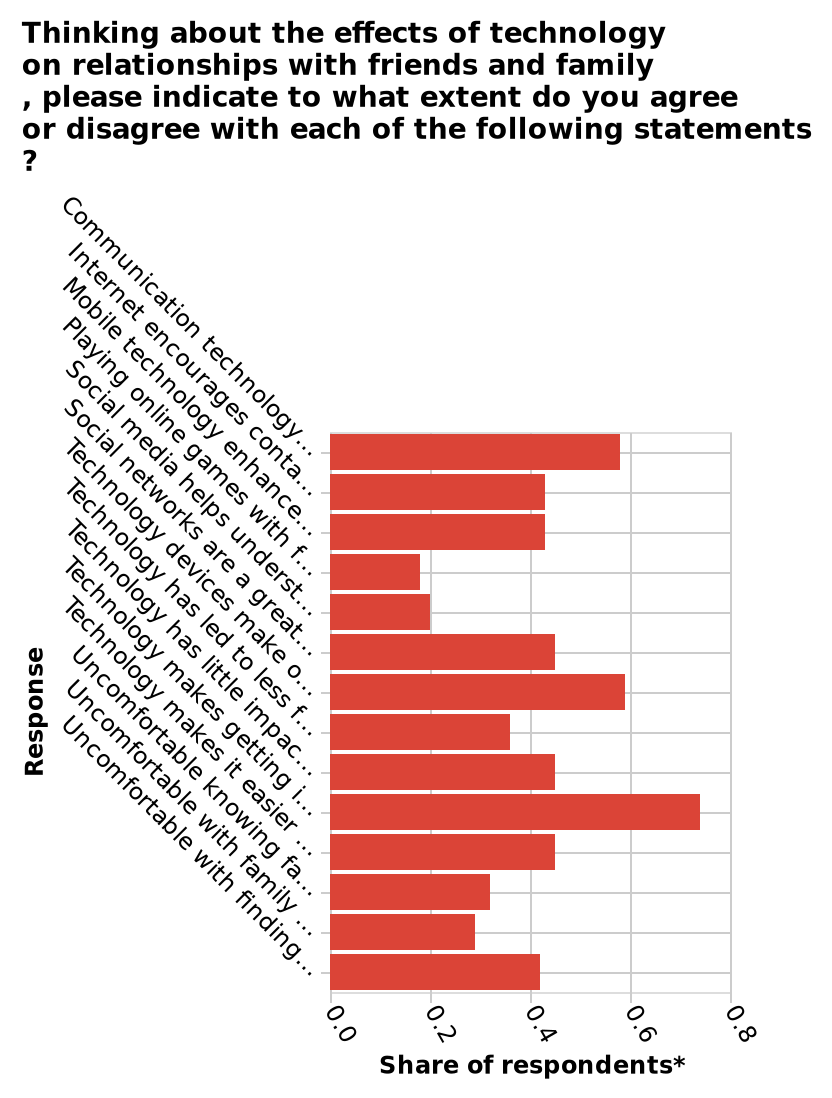 Thinking about the effects of technology
on relationships with friends and family
, please indicate to what extent do you agree
or disagree with each of the following statements
?
Communication technology...
Internet encourages conta...
Mobile technology enhance...
Playing online games with f...
Social media helps underst...
Social networks are a great...
Technology devices make o...
Technology has led to less f...
Technology has little impac...
Technology makes getting i...
Technology makes it easier ...
Uncomfortable knowing fa...
Uncomfortable with family ...
Uncomfortable with finding...
Response
0.0
0.2
0.4
0.6
0.8
Share of respondents*